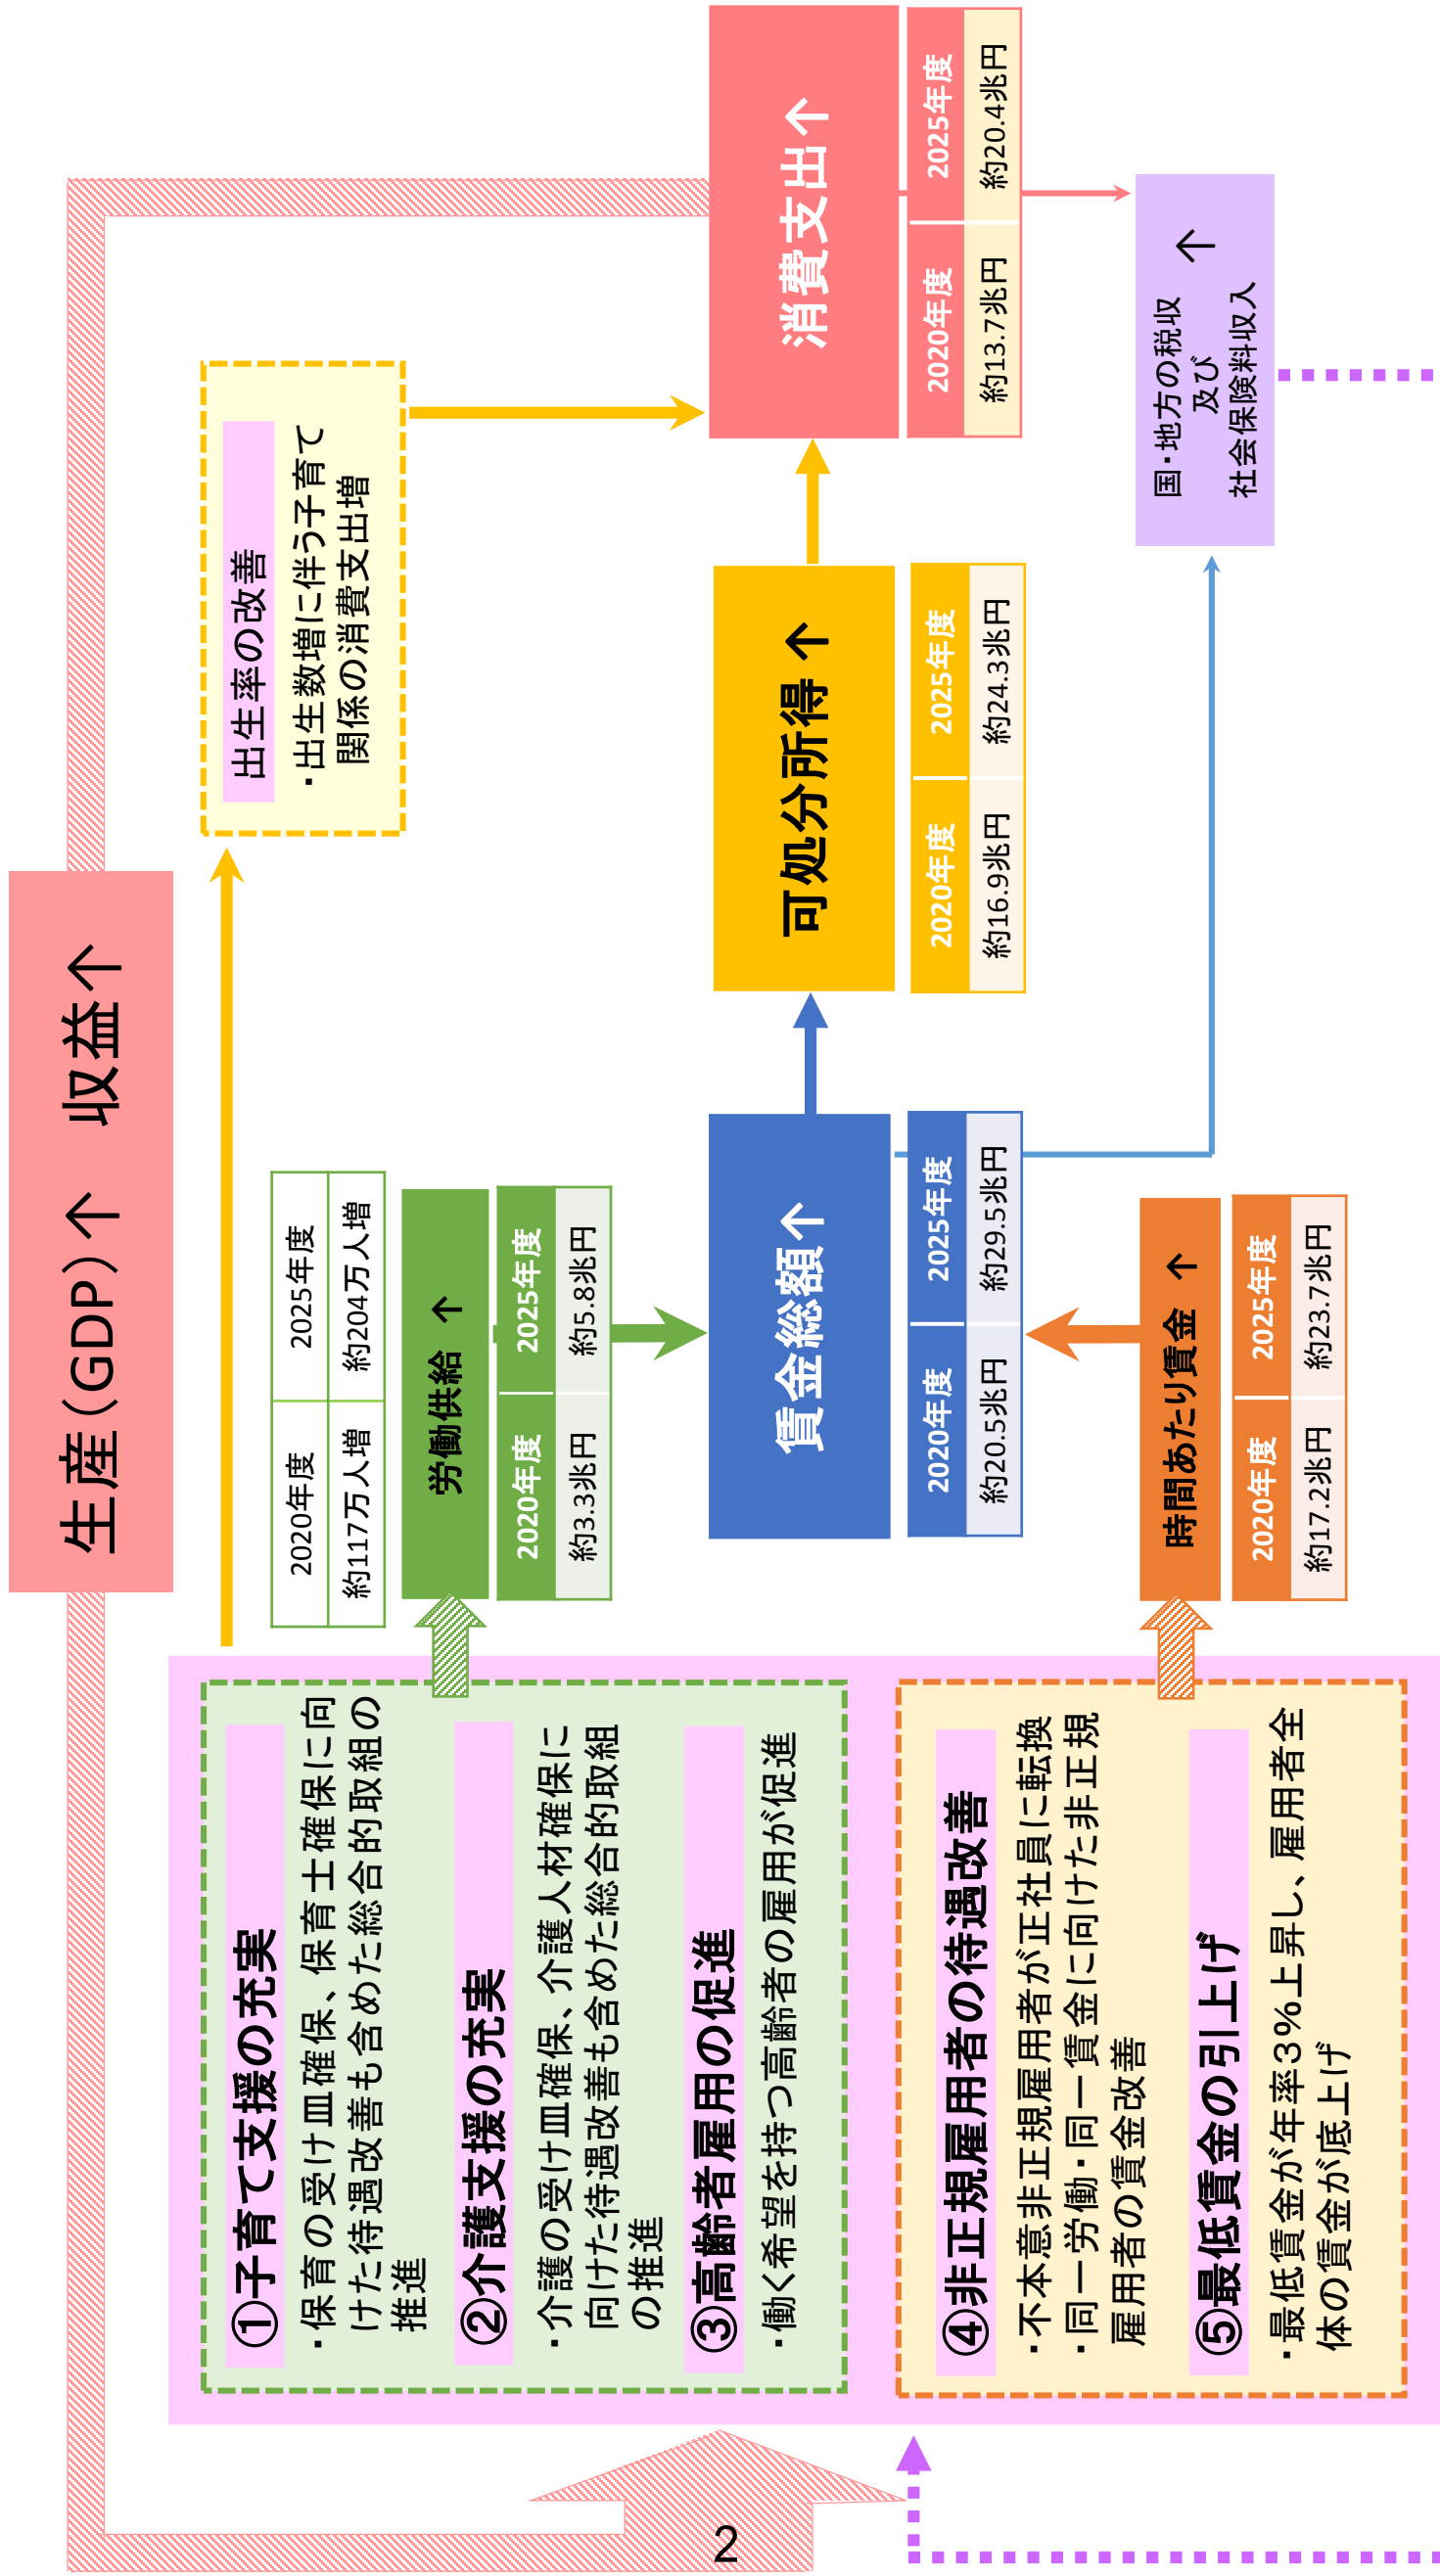 生産（GDP）↑　収益↑
①子育て支援の充実
・保育の受け皿確保、保育士確保に向
けた待遇改善も含めた総合的取組の
推進
②介護支援の充実
・介護の受け皿確保、介護人材確保に
向けた待遇改善も含めた総合的取組
の推進
③高齢者雇用の促進
・働く希望を持つ高齢者の雇用が促進
④非正規雇用者の待遇改善
・不本意非正規雇用者が正社員に転換
・同一労働・同一賃金に向けた非正規
雇用者の賃金改善
⑤最低賃金の引上げ
・最低賃金が年率3％上昇し、雇用者全
体の賃金が底上げ
2020年度 2025年度
約117万人増 約204万人増
労働供給 ↑
2020年度 2025年度
約3.3兆円 約5.8兆円
賃金総額↑
2020年度 2025年度
約20.5兆円 約29.5兆円
時間あたり賃金 ↑
2020年度 2025年度
約17.2兆円 約23.7兆円
出生率の改善
・出生数増に伴う子育て
関係の消費支出増
可処分所得 ↑
2020年度 2025年度
約16.9兆円 約24.3兆円
消費支出↑
2020年度 2025年度
約13.7兆円 約20.4兆円
国・地方の税収
及び ↑
社会保険料収入
2